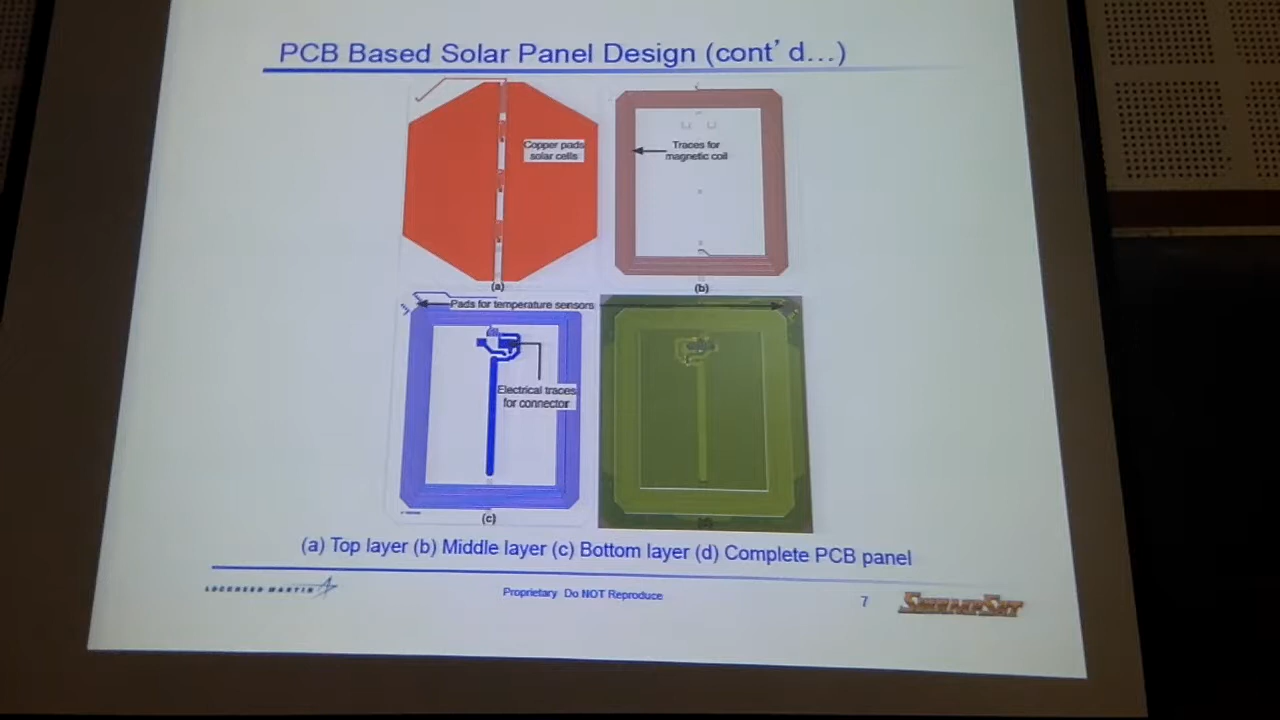 PCB Based Solar Panel Design (cont’ d…)
Copper pads
solar cells
Traces for
magnetic coil
(a)
(b)
Pads for temperature sensors
Electrical traces
for connector
(c)
(d)
(a) Top layer (b) Middle layer (c) Bottom layer (d) Complete PCB panel
LOCKHEED MARTIN
Proprietary Do NOT Reproduce
7
SWAMPSAT